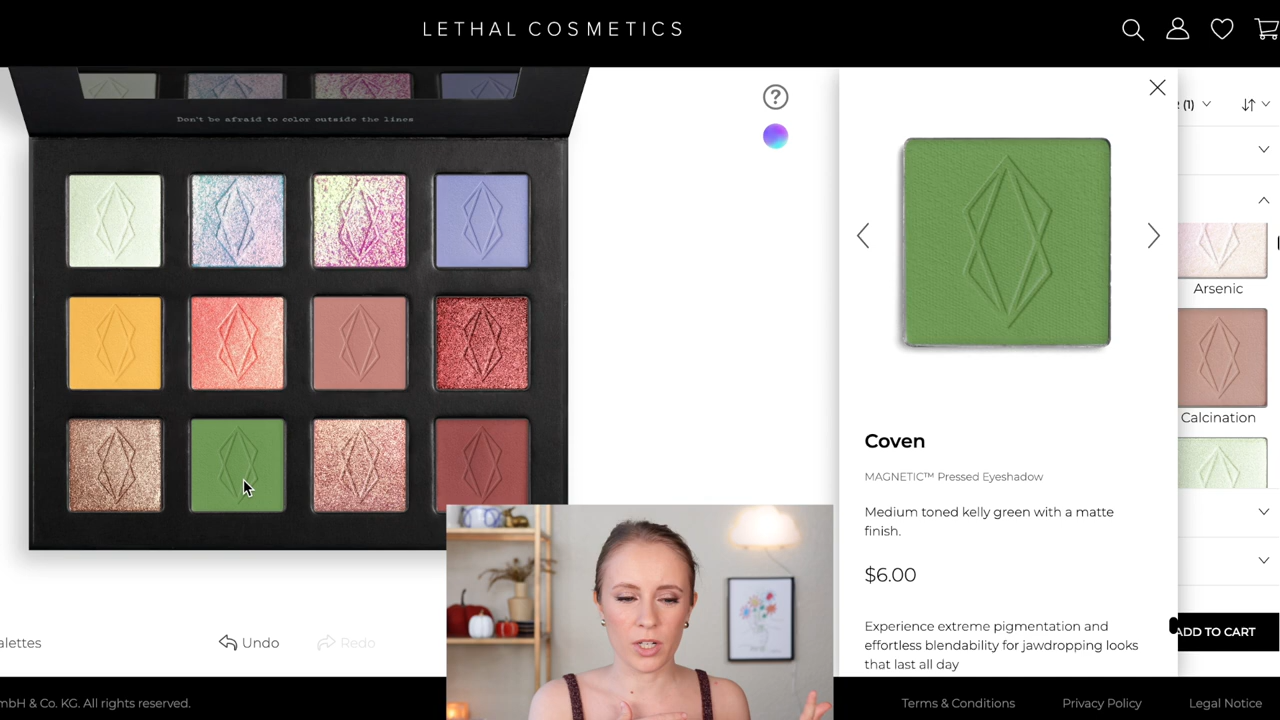 LETHAL COSMETICS
Don't be afraid to color outside the lines
(1)
Arsenic
Calcination
Coven
MAGNETIC™ Pressed Eyeshadow
Medium toned kelly green with a matte
finish.
$6.00
Experience extreme pigmentation and
effortless blendability for jawdropping looks
that last all day
Undo
Redo
ADD TO CART
& Co. KG. All rights reserved.
Terms & Conditions
Privacy Policy
Legal Notice